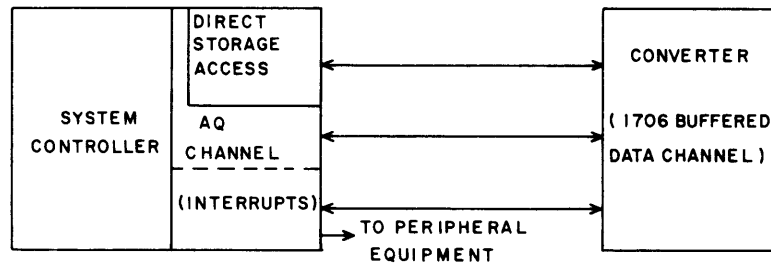 DIRECT
STORAGE
ACCESS
SYSTEM
CONTROLLER
AQ
CHANNEL
(INTERRUPTS)
TO PERIPHERAL
EQUIPMENT
CONVERTER
(1706 BUFFERED
DATA CHANNEL)